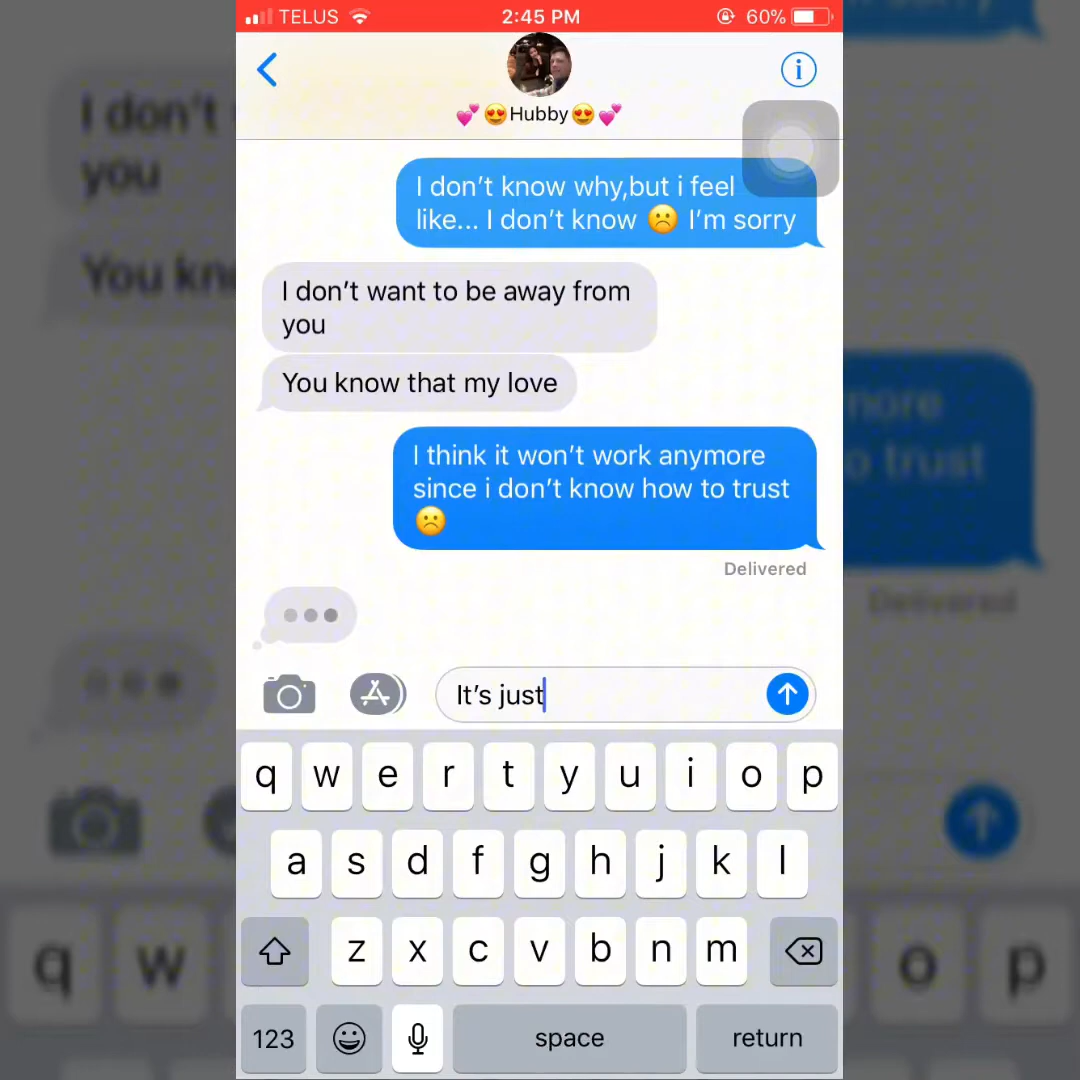 TELUS 2:45 PM 60%
💕😍Hubby😍💕
I don't know why,but i feel
like... I don't know ☹️ I'm sorry
I don't want to be away from
you
You know that my love
I think it won't work anymore
since i don't know how to trust
☹️
Delivered
It's just
q w e r t y u i o p
a s d f g h j k l
z x c v b n m
123 space return